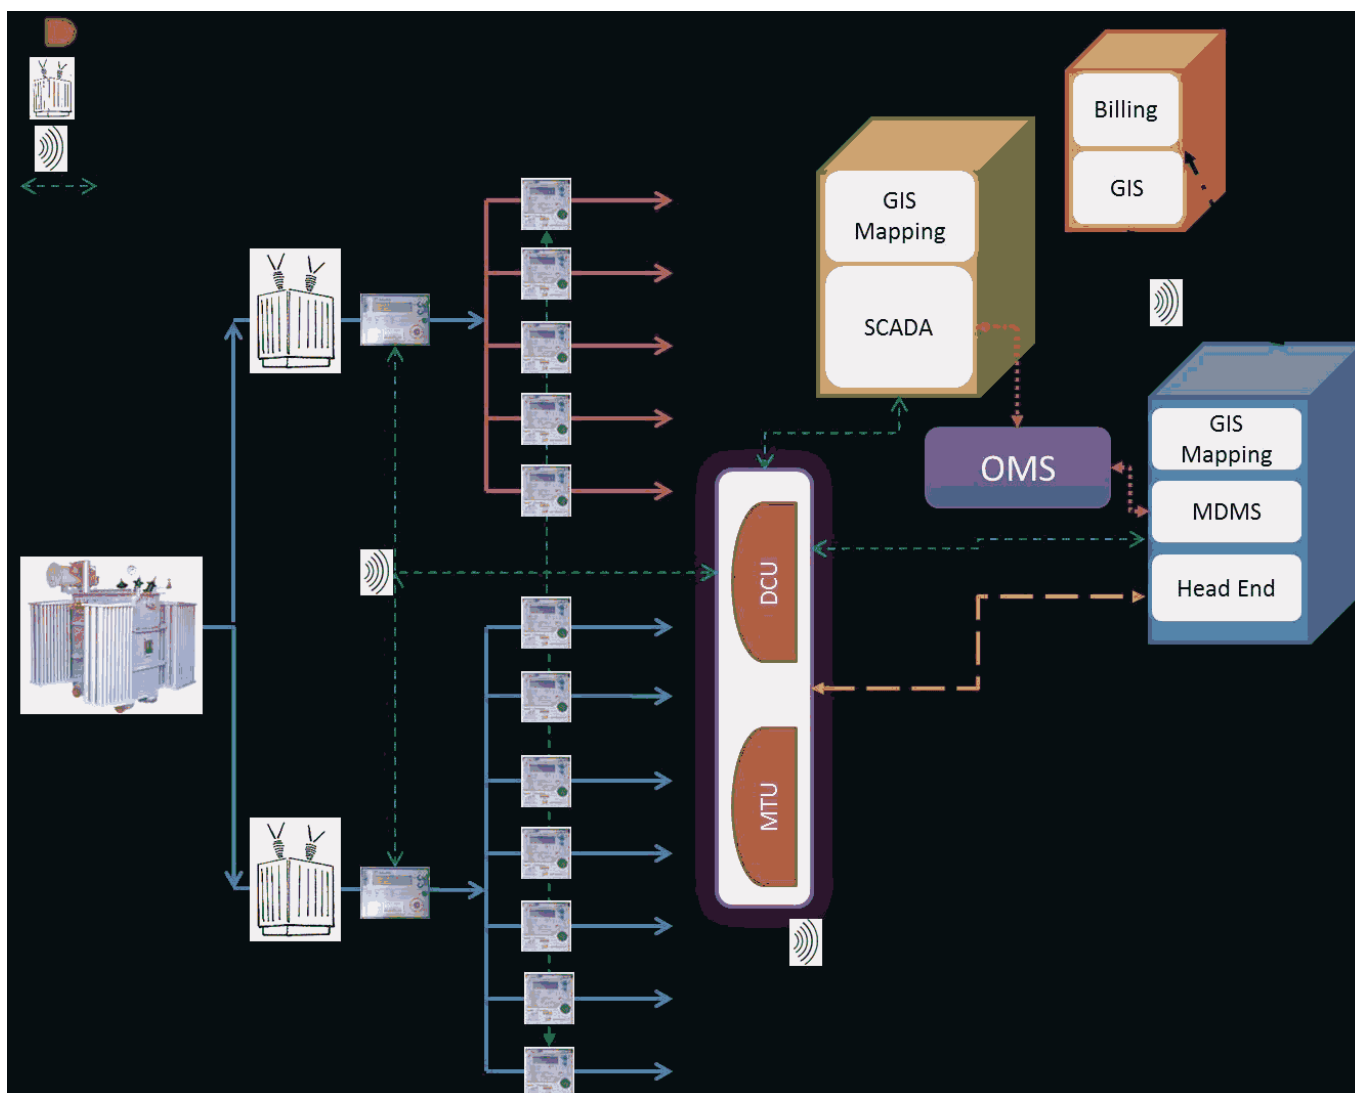 Billing
GIS
GIS
Mapping
SCADA
OMS
GIS
Mapping
MDMS
Head End
DCU
MTU